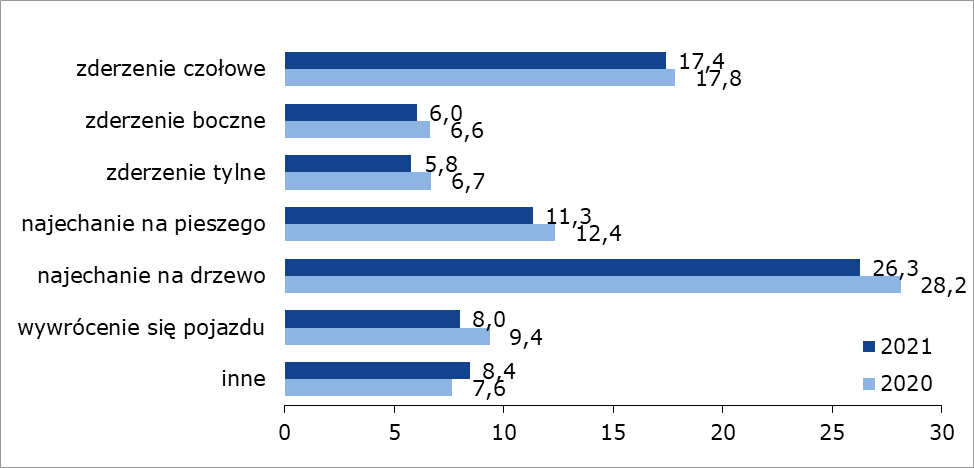 zderzenie czołowe
17,4
17,8
zderzenie boczne
6,0
6,6
zderzenie tylne
5,8
6,7
najechanie na pieszego
11,3
12,4
najechanie na drzewo
26,3
28,2
wywrócenie się pojazdu
8,0
9,4
inne
8,4
7,6
2021
2020
0 5 10 15 20 25 30